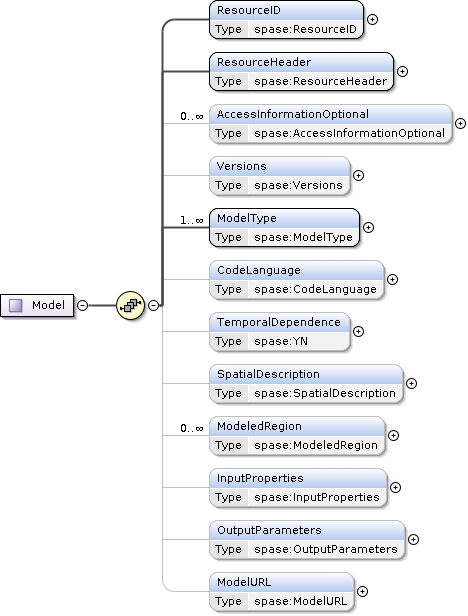 ResourceID
Type spase:ResourceID
ResourceHeader
Type spase:ResourceHeader
0..∞
AccessInformationOptional
Type spase:AccessInformationOptional
Versions
Type spase:Versions
1..∞
ModelType
Type spase:ModelType
CodeLanguage
Type spase:CodeLanguage
Model
TemporalDependence
Type spase:YN
SpatialDescription
Type spase:SpatialDescription
0..∞
ModeledRegion
Type spase:ModeledRegion
InputProperties
Type spase:InputProperties
OutputParameters
Type spase:OutputParameters
ModelURL
Type spase:ModelURL